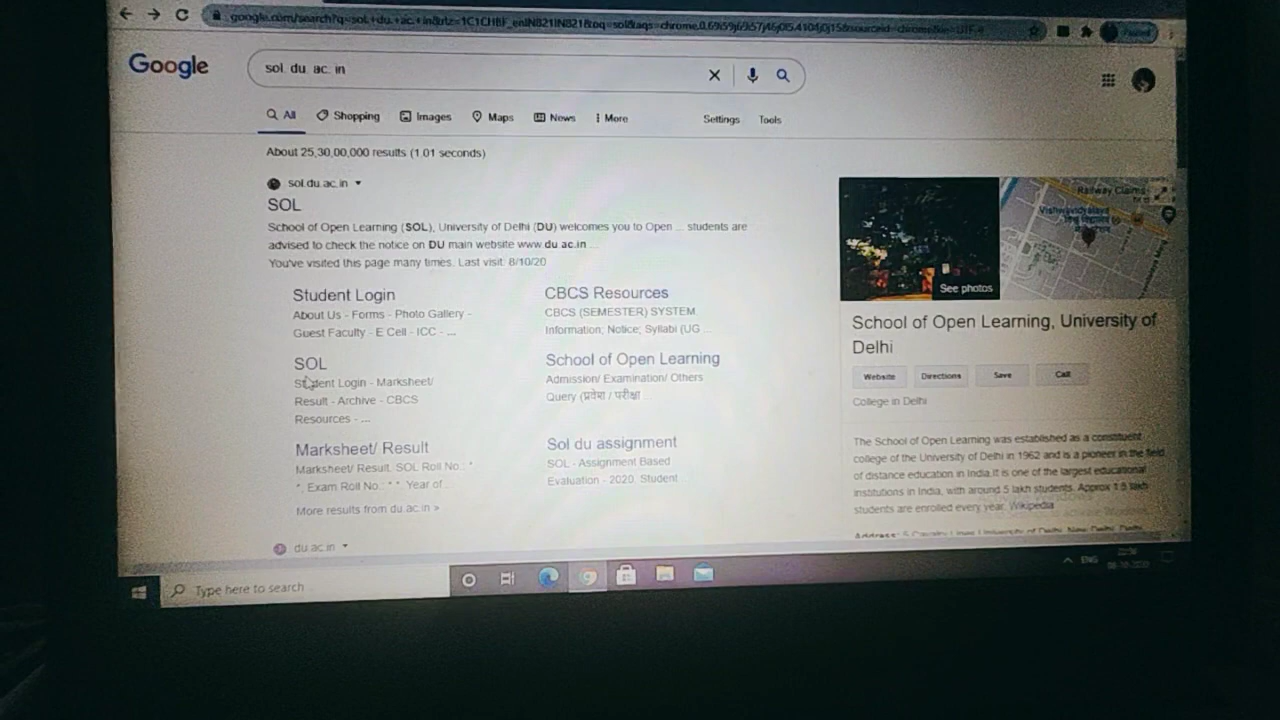 Google
sol. du. ac. in
All Shopping Images Maps News More Settings Tools
About 25,30,00,000 results (1.01 seconds)
sol.du.ac.in
SOL
School of Open Learning (SOL), University of Delhi (DU) welcomes you to Open ... students are
advised to check the notice on DU main website www.du.ac.in ...
You've visited this page many times. Last visit: 8/10/20
Student Login
About Us - Forms - Photo Gallery -
Guest Faculty - E Cell - ICC - ...
CBCS Resources
CBCS (SEMESTER) SYSTEM.
Information; Notice; Syllabi (UG ...
SOL
Student Login - Marksheet/
Result - Archive - CBCS
Resources - ...
School of Open Learning
Admission/ Examination/ Others
Query (प्रवेश / परीक्षा ...
Marksheet/ Result
Marksheet/ Result. SOL Roll No.: *
*. Exam Roll No.: * *. Year of ...
Sol du assignment
SOL - Assignment Based
Evaluation - 2020. Student ...
More results from du.ac.in »
du.ac.in
Railway Claims
See photos
School of Open Learning, University of
Delhi
Website Directions Save Call
College in Delhi
The School of Open Learning was established as a constituent
college of the University of Delhi in 1962 and is a pioneer in the field
of distance education in India.It is one of the largest educational
institutions in India, with around 5 lakh students. Approx 1.5 lakh
students are enrolled every year. Wikipedia
Type here to search
ENG